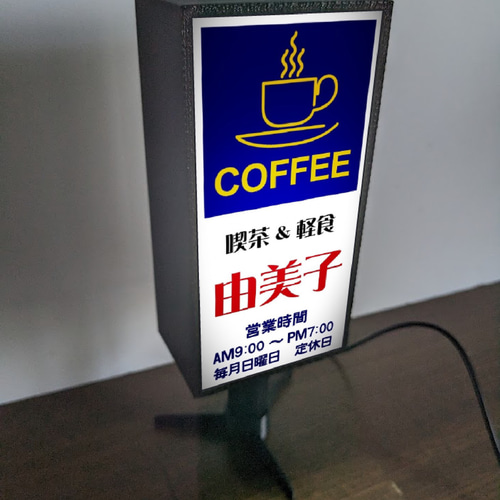 COFFEE
喫茶 & 軽食
由美子
営業時間
AM9:00 〜 PM7:00
毎月日曜日 定休日